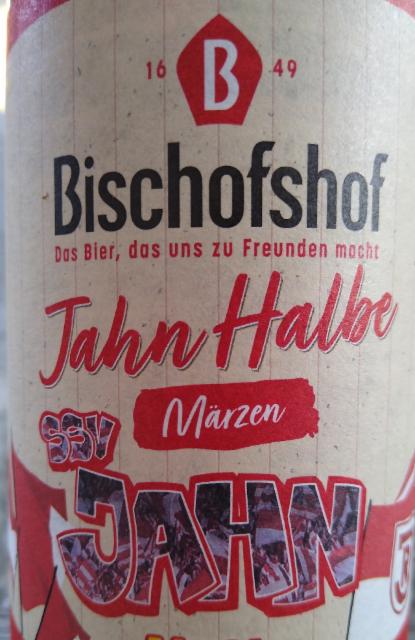 B
16 49
Bischofshof
Das Bier, das uns zu Freunden macht
Jahn Halbe
Märzen
SSV
JAHN